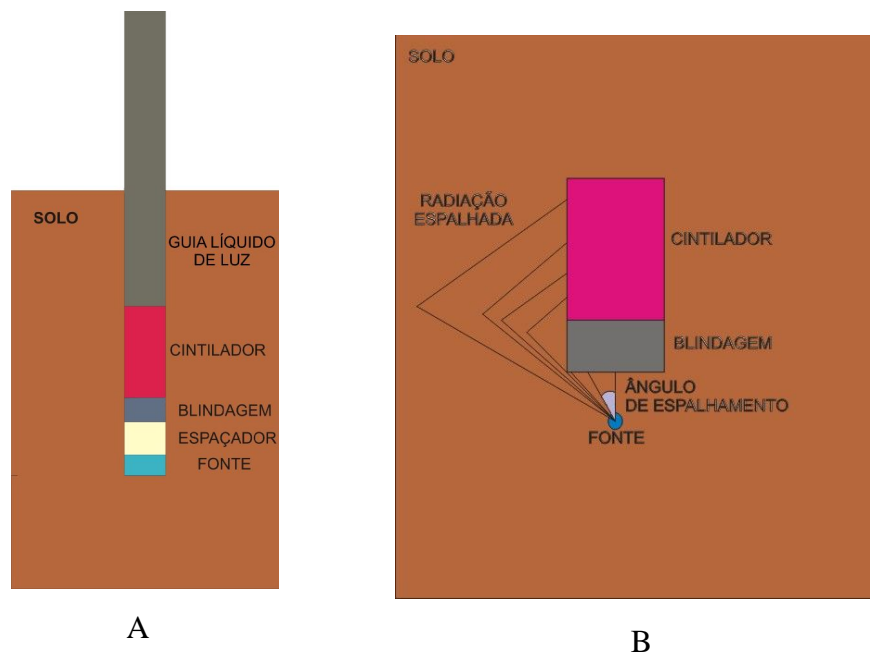 SOLO
GUIA LÍQUIDO
DE LUZ
CINTILADOR
BLINDAGEM
ESPAÇADOR
FONTE
A
SOLO
RADIAÇÃO
ESPALHADA
CINTILADOR
BLINDAGEM
ÂNGULO
DE ESPALHAMENTO
FONTE
B